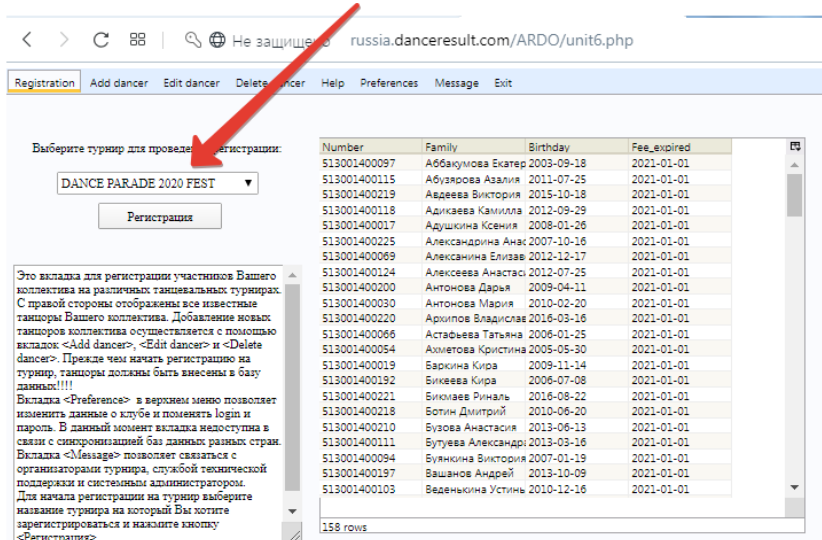 Не защищено russia.danceresult.com/ARDO/unit6.php
Registration Add dancer Edit dancer Delete dancer Help Preferences Message Exit
Выберите турнир для проведения регистрации:
DANCE PARADE 2020 FEST
Регистрация
Это вкладка для регистрации участников Вашего
коллектива на различных танцевальных турнирах.
С правой стороны отображены все известные
танцоры Вашего коллектива. Добавление новых
танцоров коллектива осуществляется с помощью
вкладок <Add dancer>, <Edit dancer> и <Delete
dancer>. Прежде чем начать регистрацию на
турнир, танцоры должны быть внесены в базу
данных!!!!
Вкладка <Preference> в верхнем меню позволяет
изменить данные о клубе и поменять login и
пароль. В данный момент вкладка недоступна в
связи с синхронизацией баз данных разных стран.
Вкладка <Message> позволяет связаться с
организаторами турнира, службой технической
поддержки и системным администратором.
Для начала регистрации на турнир выберите
название турнира на который Вы хотите
зарегистрироваться и нажмите кнопку
<Регистрация>
Number Family Birthday Fee_expired
513001400097 Аббакумова Екатер 2003-09-18 2021-01-01
513001400115 Абузярова Азалия 2011-07-25 2021-01-01
513001400219 Авдеева Виктория 2015-10-18 2021-01-01
513001400118 Адикаева Камилла 2012-09-29 2021-01-01
513001400017 Адушкина Ксения 2008-01-26 2021-01-01
513001400225 Александрина Анас 2007-10-16 2021-01-01
513001400069 Алексанина Елизав 2012-12-17 2021-01-01
513001400124 Алексеева Анастас 2012-07-25 2021-01-01
513001400200 Антонова Дарья 2009-04-11 2021-01-01
513001400030 Антонова Мария 2010-02-20 2021-01-01
513001400220 Архипов Владислав 2016-03-16 2021-01-01
513001400066 Астафьева Татьяна 2006-01-25 2021-01-01
513001400054 Ахметова Кристина 2005-05-30 2021-01-01
513001400019 Баркина Кира 2009-11-14 2021-01-01
513001400192 Бикеева Кира 2006-07-08 2021-01-01
513001400221 Бикмаев Риналь 2016-08-22 2021-01-01
513001400218 Ботин Дмитрий 2010-06-20 2021-01-01
513001400210 Бузова Анастасия 2013-06-13 2021-01-01
513001400111 Бутуева Александр 2013-03-16 2021-01-01
513001400094 Буянкина Виктория 2007-01-19 2021-01-01
513001400197 Вашанов Андрей 2013-10-09 2021-01-01
513001400103 Веденькина Устинь 2010-12-16 2021-01-01
158 rows